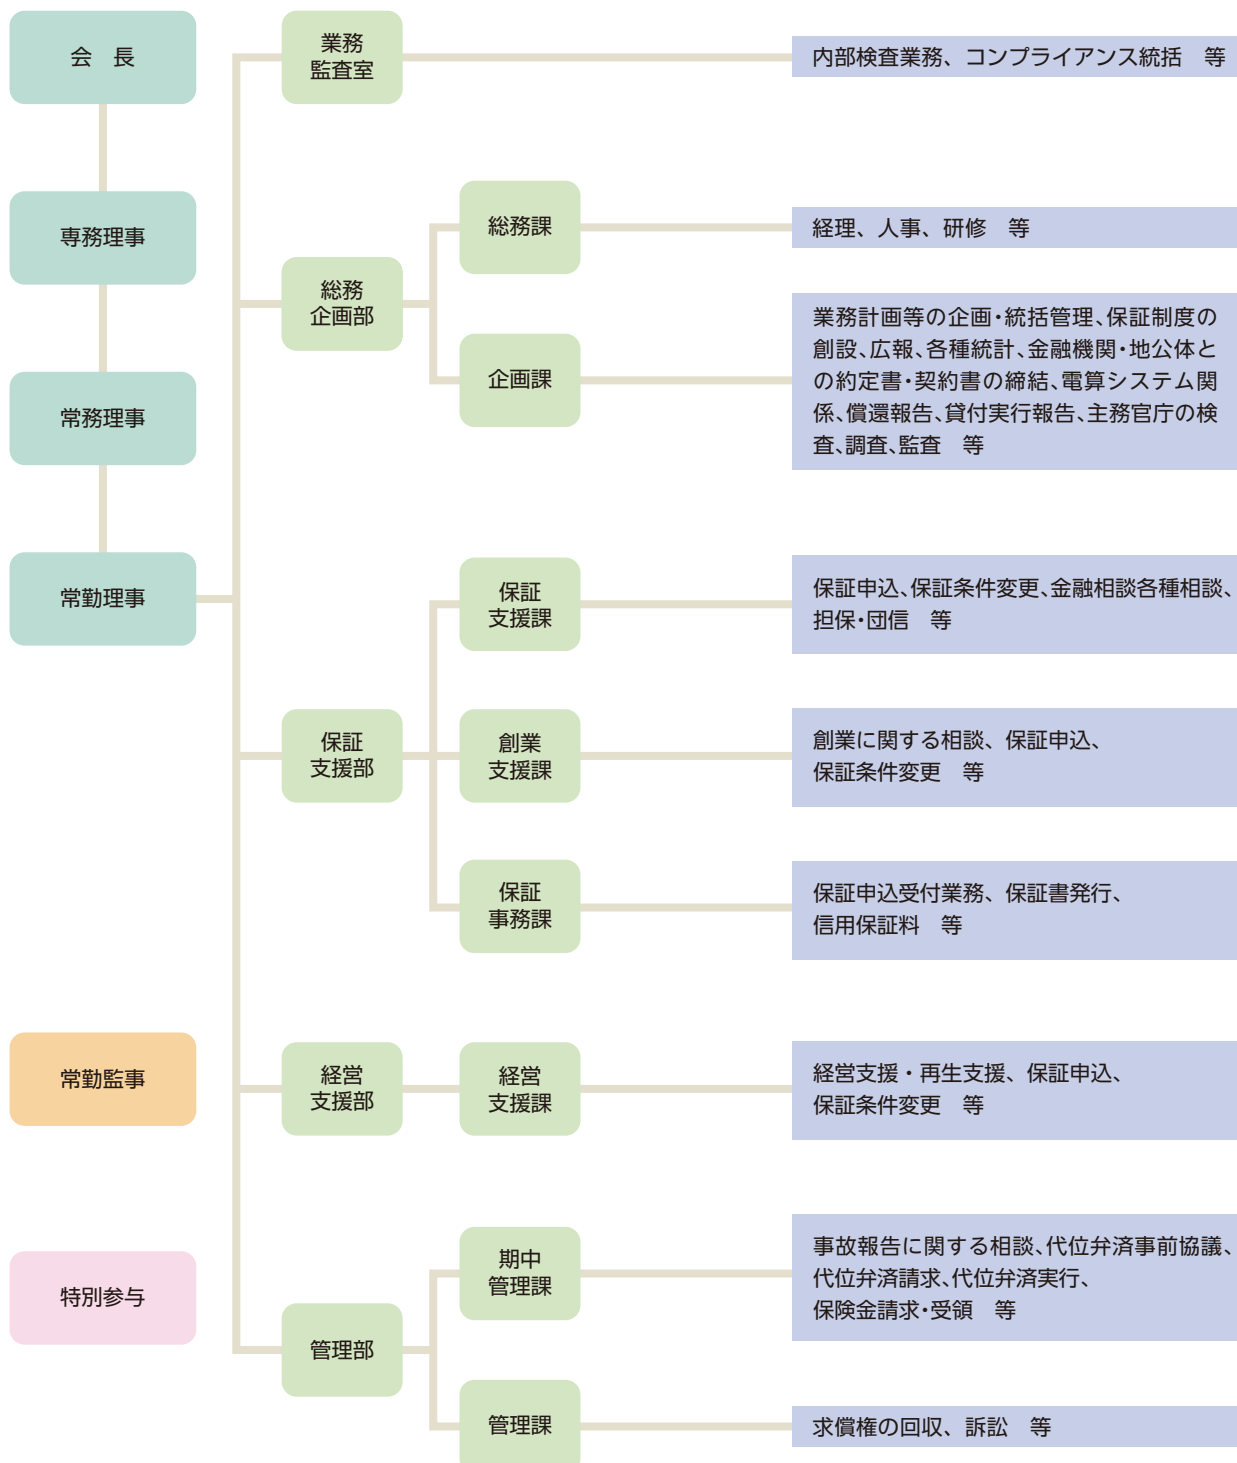 会　長
専務理事
常務理事
常勤理事
常勤監事
特別参与
業務
監査室
内部検査業務、コンプライアンス統括　等
総務
企画部
総務課
経理、人事、研修　等
企画課
業務計画等の企画・統括管理、保証制度の
創設、広報、各種統計、金融機関・地公体と
の約定書・契約書の締結、電算システム関
係、償還報告、貸付実行報告、主務官庁の検
査、調査、監査　等
保証
支援部
保証
支援課
保証申込、保証条件変更、金融相談各種相談、
担保・団信　等
創業
支援課
創業に関する相談、保証申込、
保証条件変更　等
保証
事務課
保証申込受付業務、保証書発行、
信用保証料　等
経営
支援部
経営
支援課
経営支援・再生支援、保証申込、
保証条件変更　等
管理部
期中
管理課
事故報告に関する相談、代位弁済事前協議、
代位弁済請求、代位弁済実行、
保険金請求・受領　等
管理課
求償権の回収、訴訟　等